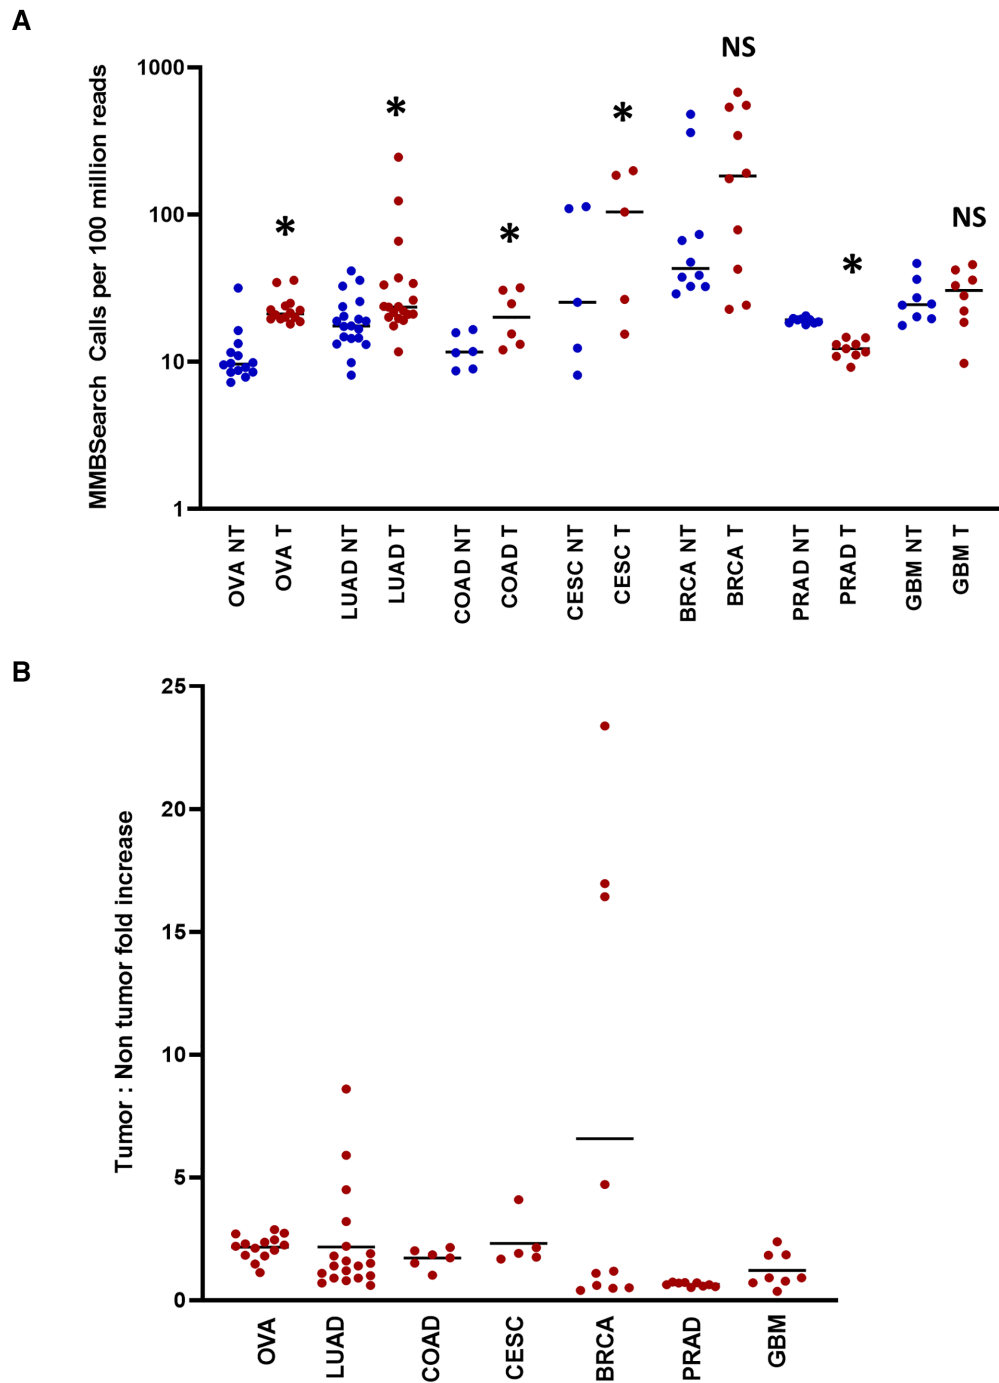 A
MMBSearch Calls per 100 million reads
1000
100
10
1
*
*
*
*
NS
*
NS
OVA NT
OVA T
LUAD NT
LUAD T
COAD NT
COAD T
CESC NT
CESC T
BRCA NT
BRCA T
PRAD NT
PRAD T
GBM NT
GBM T
B
Tumor : Non tumor fold increase
25
20
15
10
5
0
OVA
LUAD
COAD
CESC
BRCA
PRAD
GBM